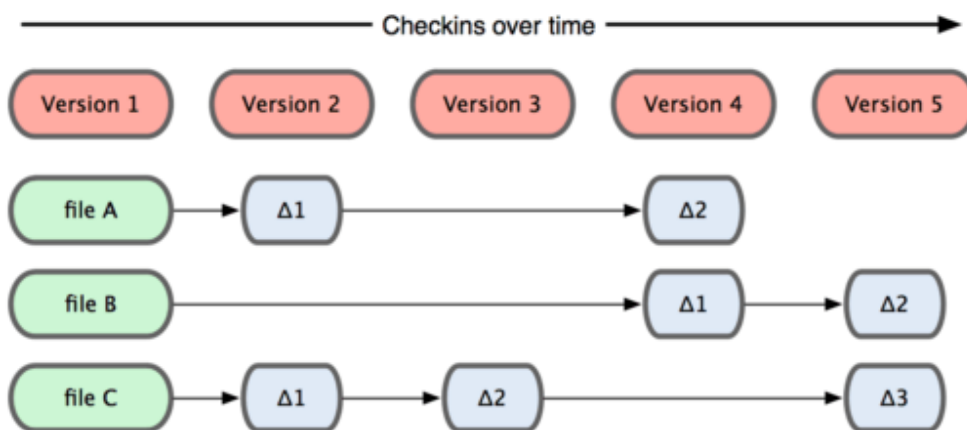 Checkins over time
Version 1 Version 2 Version 3 Version 4 Version 5
file A Δ1 Δ2
file B Δ1 Δ2
file C Δ1 Δ2 Δ3